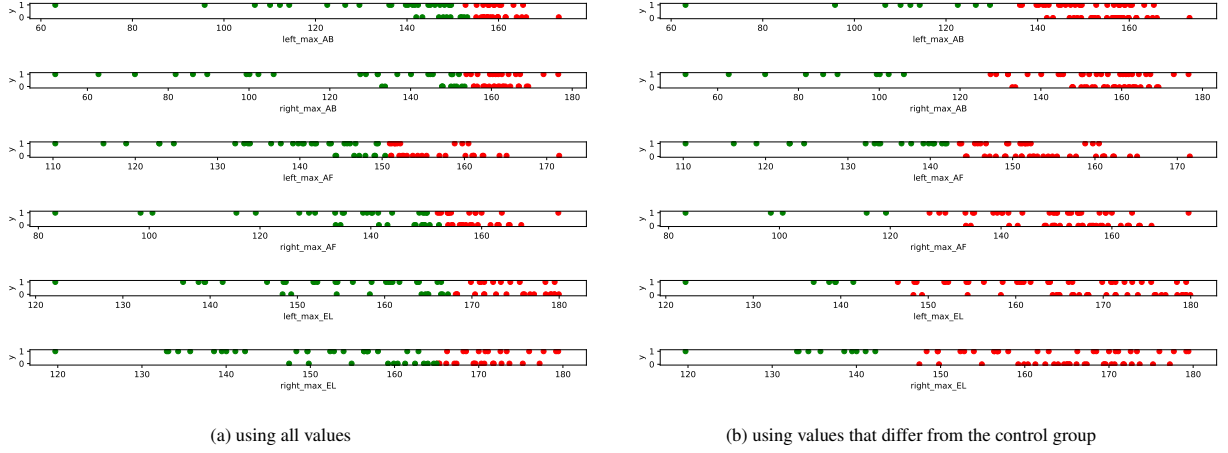 y 1 0
60 80 100 120 140 160
left_max_AB
y 1 0
60 80 100 120 140 160 180
right_max_AB
y 1 0
110 120 130 140 150 160 170
left_max_AF
y 1 0
80 100 120 140 160
right_max_AF
y 1 0
120 130 140 150 160 170 180
left_max_EL
y 1 0
120 130 140 150 160 170 180
right_max_EL
(a) using all values
y 1 0
60 80 100 120 140 160
left_max_AB
y 1 0
60 80 100 120 140 160 180
right_max_AB
y 1 0
110 120 130 140 150 160 170
left_max_AF
y 1 0
80 100 120 140 160
right_max_AF
y 1 0
120 130 140 150 160 170 180
left_max_EL
y 1 0
120 130 140 150 160 170 180
right_max_EL
(b) using values that differ from the control group